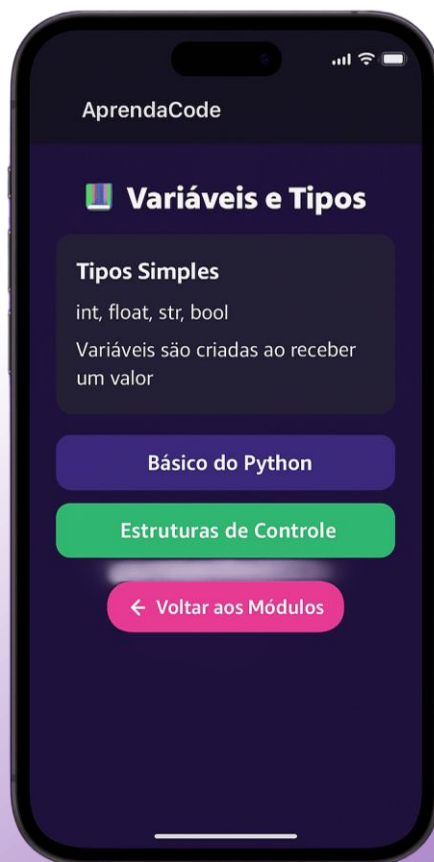 AprendaCode
Variáveis e Tipos
Tipos Simples
int, float, str, bool
Variáveis säo criadas ao receber
um valor
Básico do Python
Estruturas de Controle
← Voltar aos Módulos